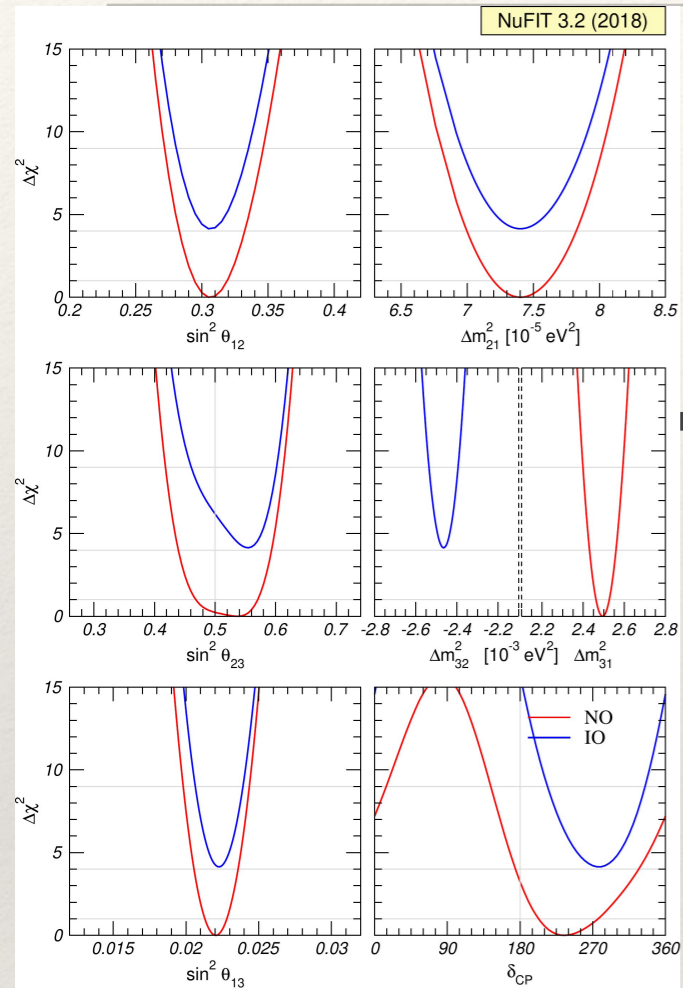 NuFIT 3.2 (2018)
15
10
5
0
Δχ²
0.2 0.25 0.3 0.35 0.4
sin² θ₁₂
6.5 7 7.5 8 8.5
Δm²₂₁ [10⁻⁵ eV²]
15
10
5
0
Δχ²
0.3 0.4 0.5 0.6 0.7
sin² θ₂₃
-2.8 -2.6 -2.4 -2.2 2.2 2.4 2.6 2.8
Δm²₃₂ [10⁻³ eV²] Δm²₃₁
15
10
5
0
Δχ²
0.015 0.02 0.025 0.03
sin² θ₁₃
NO
IO
0 90 180 270 360
δ_CP